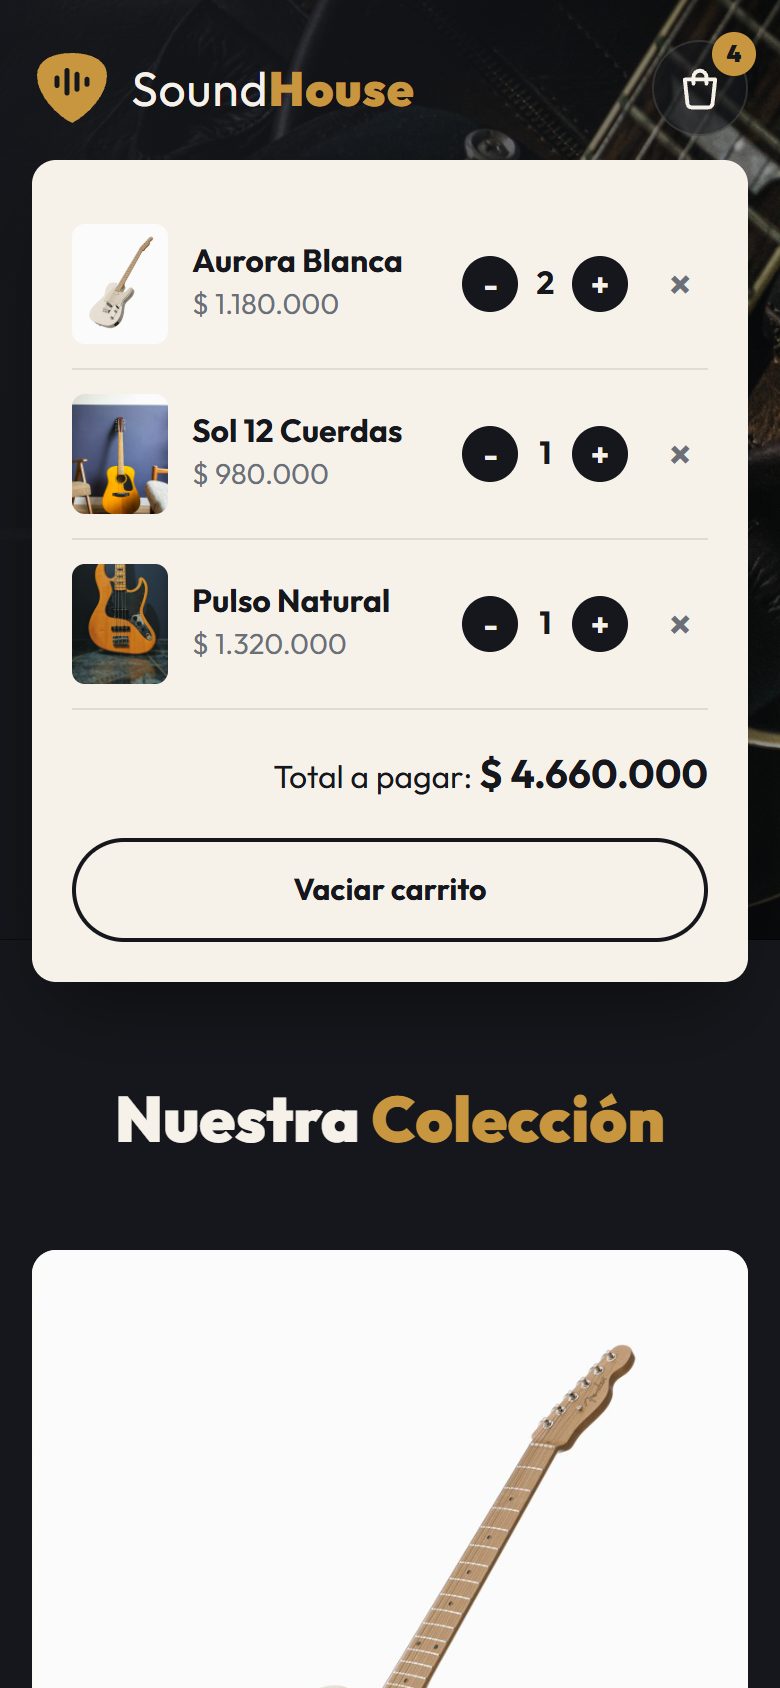 SoundHouse
4
Aurora Blanca
$ 1.180.000
- 2 + ×
Sol 12 Cuerdas
$ 980.000
- 1 + ×
Pulso Natural
$ 1.320.000
- 1 + ×
Total a pagar: $ 4.660.000
Vaciar carrito
Nuestra Colección